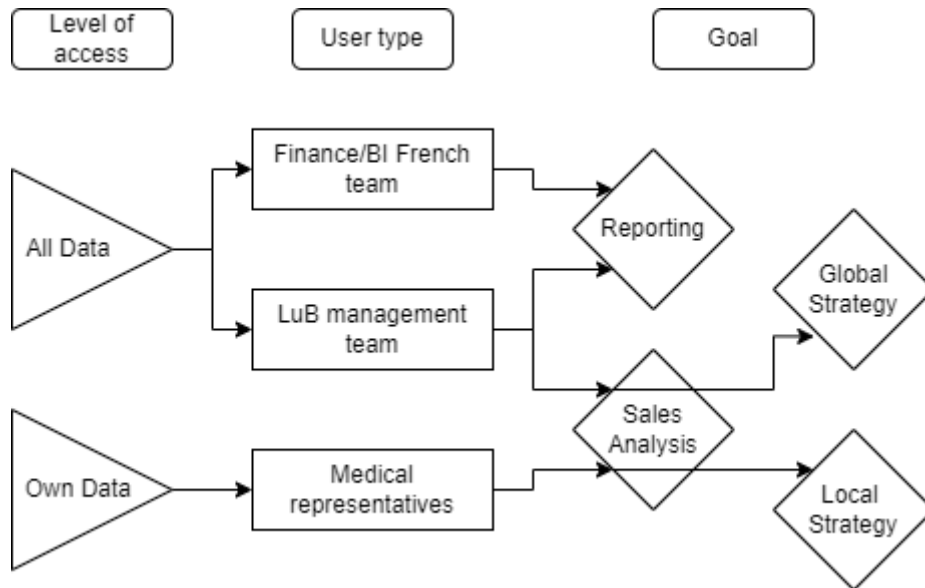 Level of
access
User type
Goal
Finance/BI French
team
Reporting
All Data
Global
Strategy
LuB management
team
Sales
Analysis
Own Data
Medical
representatives
Local
Strategy